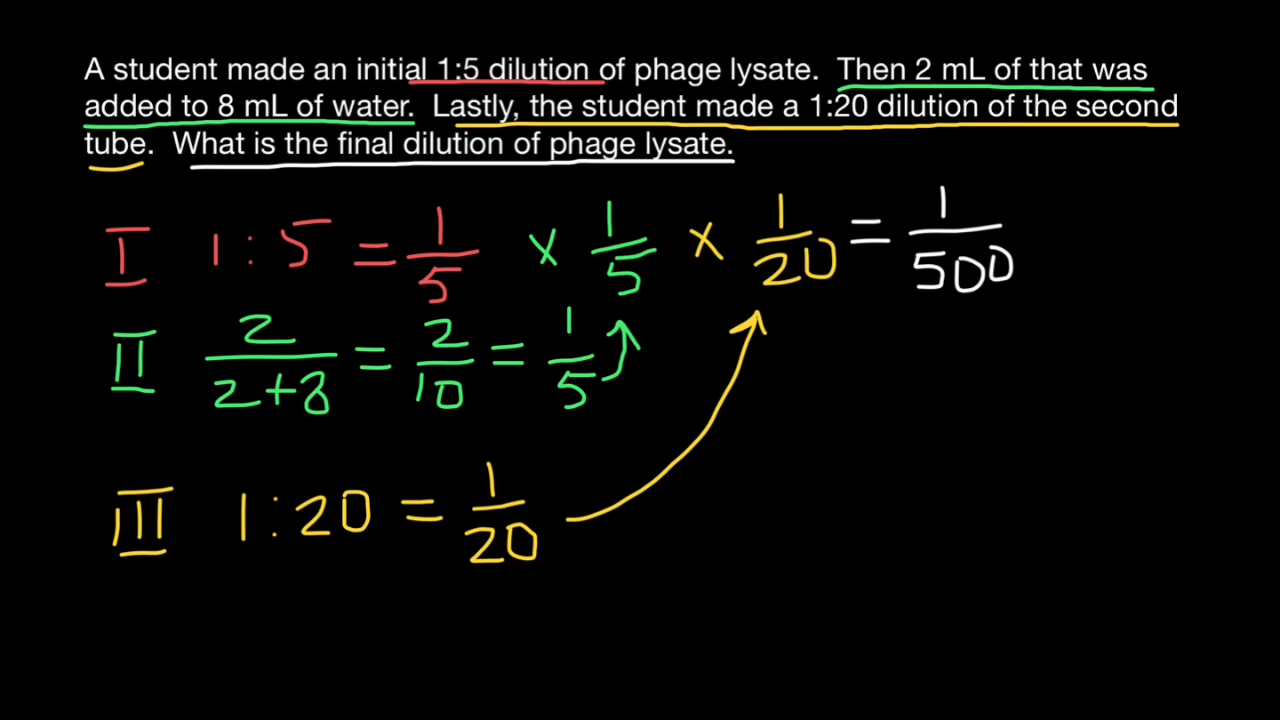 A student made an initial 1:5 dilution of phage lysate. Then 2 mL of that was
added to 8 mL of water. Lastly, the student made a 1:20 dilution of the second
tube. What is the final dilution of phage lysate.
I 1:5 = 1/5 x 1/5 x 1/20 = 1/500
II 2/2+8 = 2/10 = 1/5
III 1:20 = 1/20